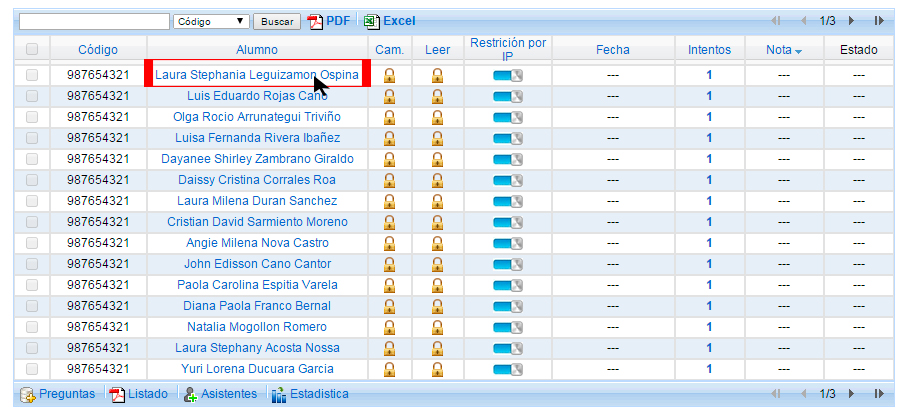 Código Buscar PDF Excel 1/3
Código Alumno Cam. Leer Restrición por IP Fecha Intentos Nota Estado
987654321 Laura Stephania Leguizamon Ospina --- 1 --- ---
987654321 Luis Eduardo Rojas Cano --- 1 --- ---
987654321 Olga Rocio Arrunategui Triviño --- 1 --- ---
987654321 Luisa Fernanda Rivera Ibañez --- 1 --- ---
987654321 Dayanee Shirley Zambrano Giraldo --- 1 --- ---
987654321 Daissy Cristina Corrales Roa --- 1 --- ---
987654321 Laura Milena Duran Sanchez --- 1 --- ---
987654321 Cristian David Sarmiento Moreno --- 1 --- ---
987654321 Angie Milena Nova Castro --- 1 --- ---
987654321 John Edisson Cano Cantor --- 1 --- ---
987654321 Paola Carolina Espitia Varela --- 1 --- ---
987654321 Diana Paola Franco Bernal --- 1 --- ---
987654321 Natalia Mogollon Romero --- 1 --- ---
987654321 Laura Stephany Acosta Nossa --- 1 --- ---
987654321 Yuri Lorena Ducuara Garcia --- 1 --- ---
Preguntas Listado Asistentes Estadistica 1/3